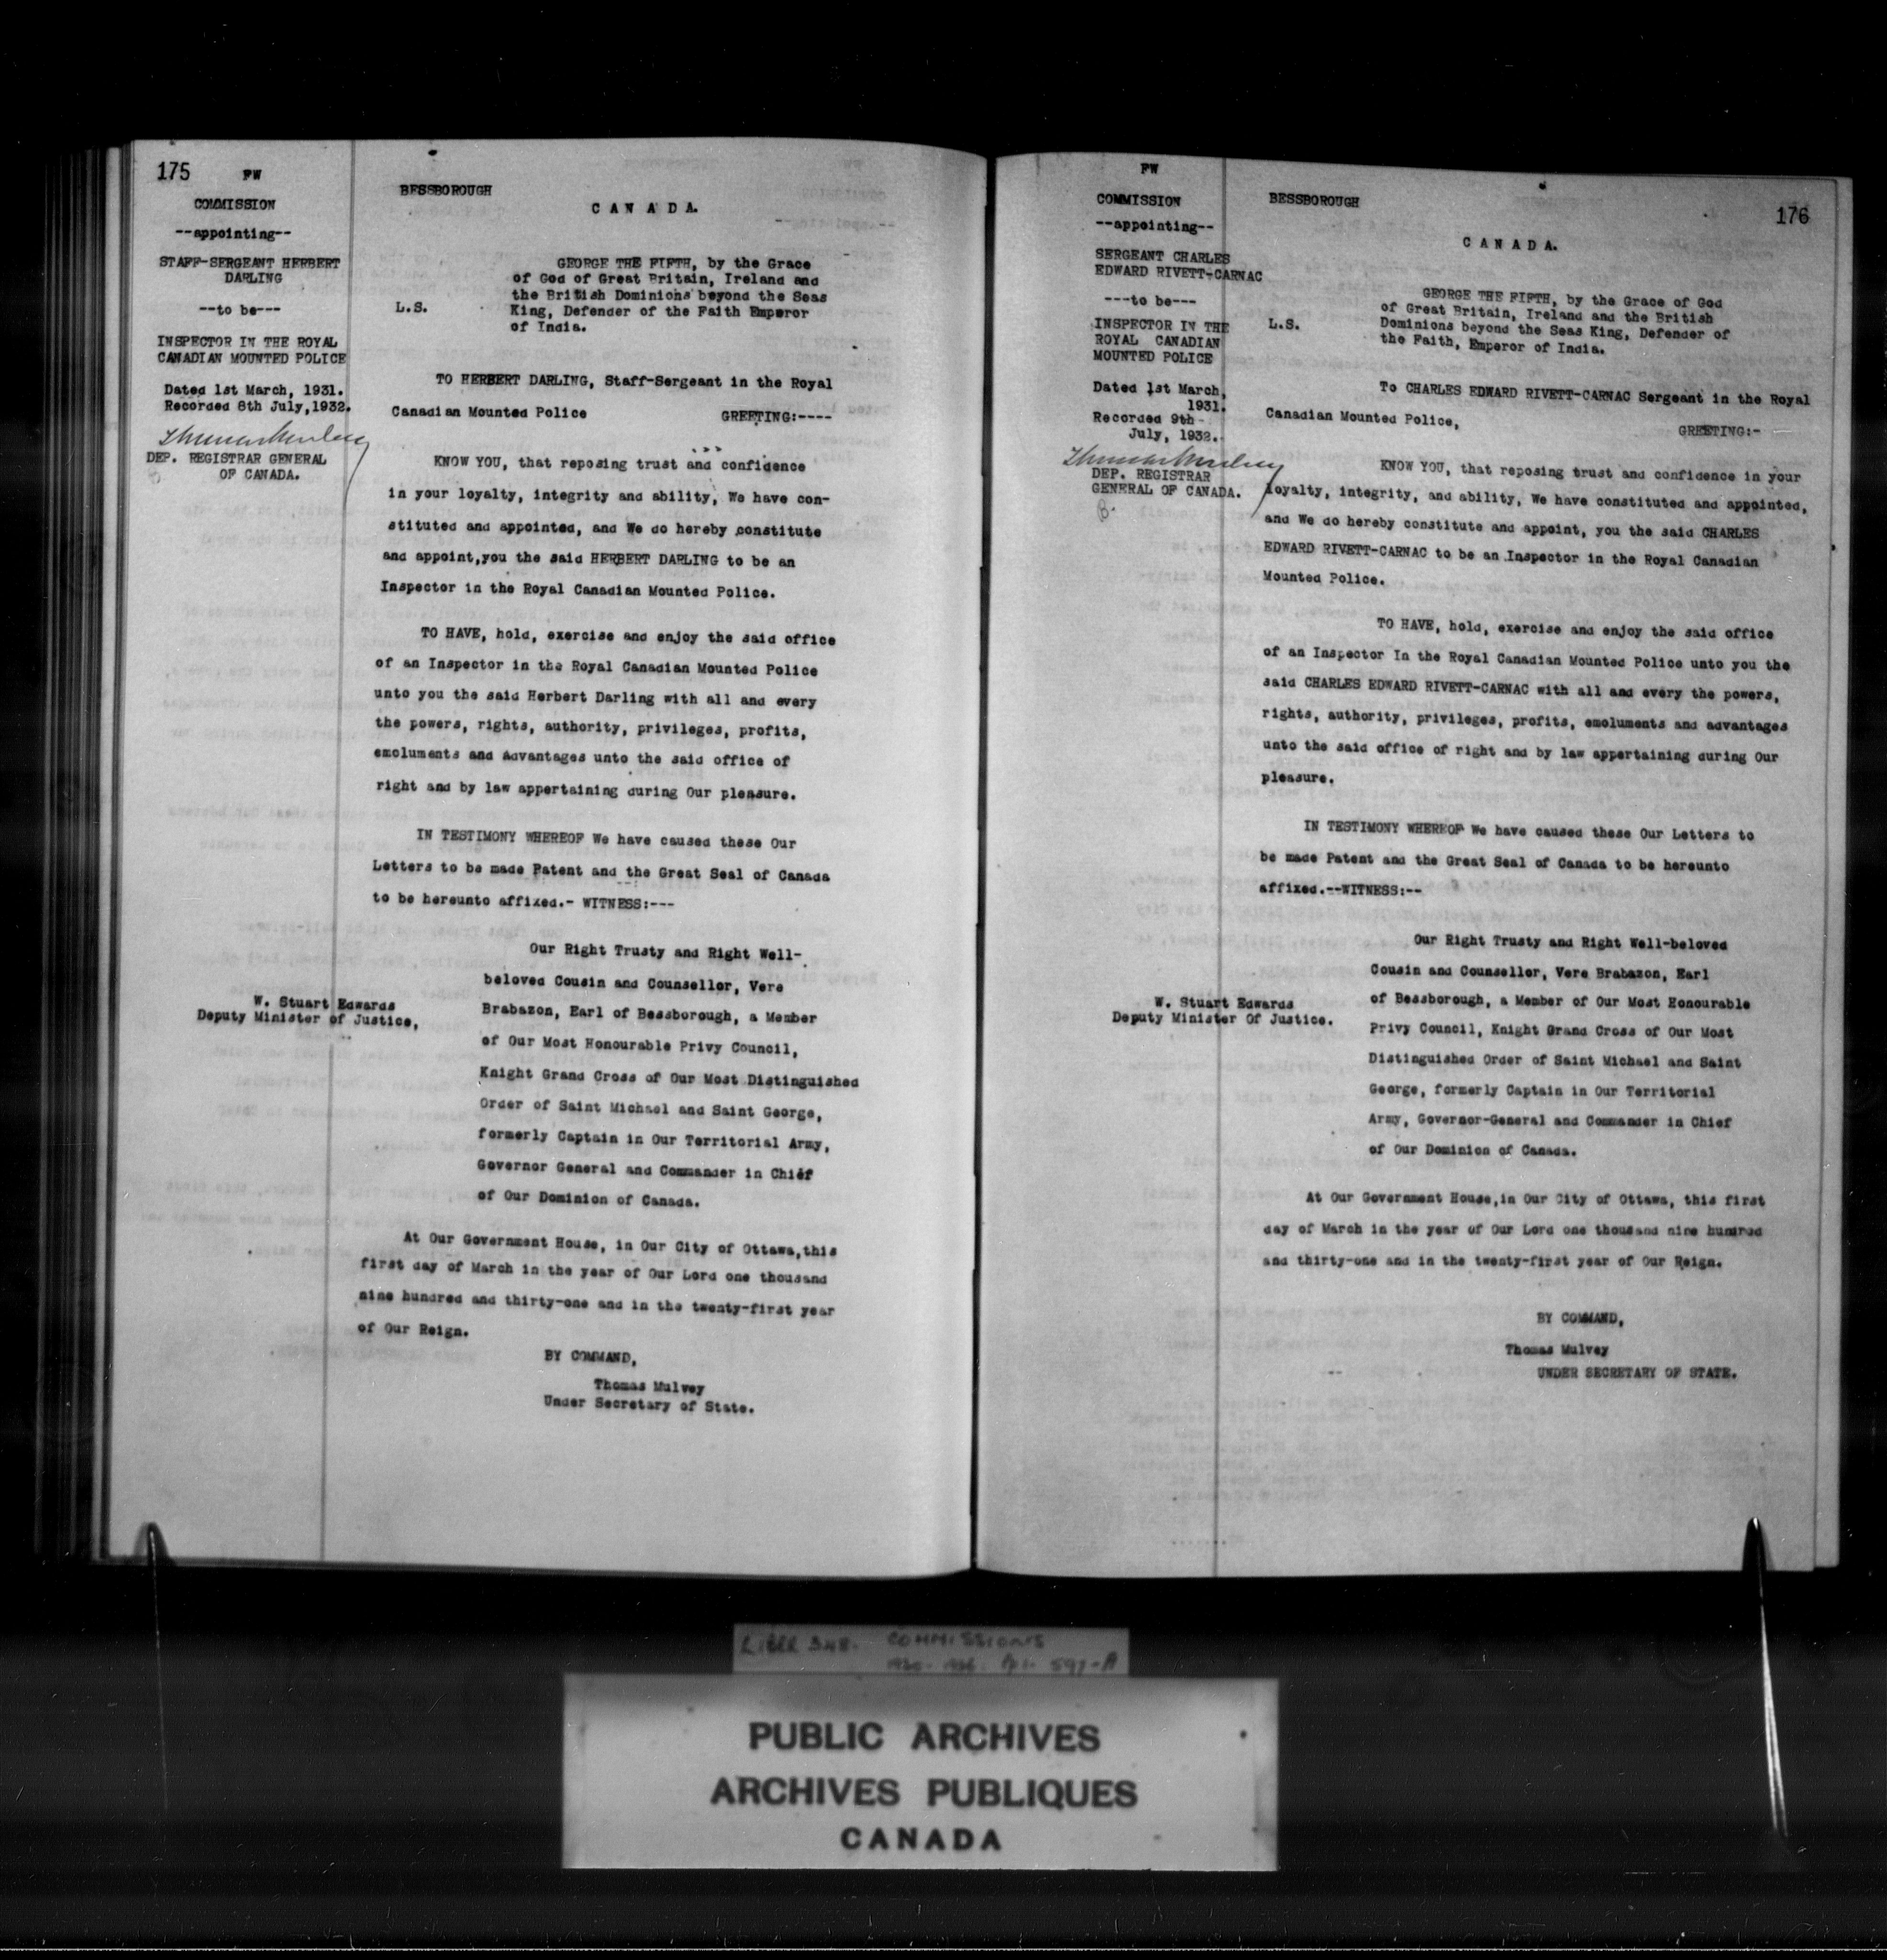 175
FW
COMMISSION
--appointing--
STAFF-SERGEANT HERBERT
DARLING
--to be---
INSPECTOR IN THE ROYAL
CANADIAN MOUNTED POLICE
Dated 1st March, 1931.
Recorded 8th July,1932.
Thomas Mulvey
DEP. REGISTRAR GENERAL
OF CANADA.
BESSBOROUGH
C A N A D A.
L.S.
GEORGE THE FIFTH, by the Grace
of God of Great Britain, Ireland and
the British Dominions beyond the Seas
King, Defender of the Faith Emperor
of India.
TO HERBERT DARLING, Staff-Sergeant in the Royal
Canadian Mounted Police GREETING:----
KNOW YOU, that reposing trust and confidence
in your loyalty, integrity and ability, We have con-
stituted and appointed, and We do hereby constitute
and appoint,you the said HERBERT DARLING to be an
Inspector in the Royal Canadian Mounted Police.
TO HAVE, hold, exercise and enjoy the said office
of an Inspector in the Royal Canadian Mounted Police
unto you the said Herbert Darling with all and every
the powers, rights, authority, privileges, profits,
emoluments and advantages unto the said office of
right and by law appertaining during Our pleasure.
IN TESTIMONY WHEREOF We have caused these Our
Letters to be made Patent and the Great Seal of Canada
to be hereunto affixed.- WITNESS:---
W. Stuart Edwards
Deputy Minister of Justice,
Our Right Trusty and Right Well-
beloved Cousin and Counsellor, Vere
Brabazon, Earl of Bessborough, a Member
of Our Most Honourable Privy Council,
Knight Grand Cross of Our Most Distinguished
Order of Saint Michael and Saint George,
formerly Captain in Our Territorial Army,
Governor General and Commander in Chief
of Our Dominion of Canada.
At Our Government House, in Our City of Ottawa,this
first day of March in the year of Our Lord one thousand
nine hundred and thirty-one and in the twenty-first year
of Our Reign.
BY COMMAND,
Thomas Mulvey
Under Secretary of State.
FW
COMMISSION
--appointing--
SERGEANT CHARLES
EDWARD RIVETT-CARNAC
---to be---
INSPECTOR IN THE
ROYAL CANADIAN
MOUNTED POLICE
Dated 1st March,
1931.
Recorded 9th
July, 1932.
Thomas Mulvey
DEP. REGISTRAR
GENERAL OF CANADA.
BESSBOROUGH
176
C A N A D A.
L.S.
GEORGE THE FIFTH, by the Grace of God
of Great Britain, Ireland and the British
Dominions beyond the Seas King, Defender of
the Faith, Emperor of India.
To CHARLES EDWARD RIVETT-CARNAC Sergeant in the Royal
Canadian Mounted Police, GREETING:-
KNOW YOU, that reposing trust and confidence in your
loyalty, integrity, and ability, We have constituted and appointed,
and We do hereby constitute and appoint, you the said CHARLES
EDWARD RIVETT-CARNAC to be an Inspector in the Royal Canadian
Mounted Police.
TO HAVE, hold, exercise and enjoy the said office
of an Inspector In the Royal Canadian Mounted Police unto you the
said CHARLES EDWARD RIVETT-CARNAC with all and every the powers,
rights, authority, privileges, profits, emoluments and advantages
unto the said office of right and by law appertaining during Our
pleasure.
IN TESTIMONY WHEREOF We have caused these Our Letters to
be made Patent and the Great Seal of Canada to be hereunto
affixed.--WITNESS:--
W. Stuart Edwards
Deputy Minister Of Justice.
Our Right Trusty and Right Well-beloved
Cousin and Counsellor, Vere Brabazon, Earl
of Bessborough, a Member of Our Most Honourable
Privy Council, Knight Grand Cross of Our Most
Distinguished Order of Saint Michael and Saint
George, formerly Captain in Our Territorial
Army, Governor-General and Commander in Chief
of Our Dominion of Canada.
At Our Government House,in Our City of Ottawa, this first
day of March in the year of Our Lord one thousand nine hundred
and thirty-one and in the twenty-first year of Our Reign.
BY COMMAND,
Thomas Mulvey
UNDER SECRETARY OF STATE.
LIBER 348. COMMISSIONS
597-A
PUBLIC ARCHIVES
ARCHIVES PUBLIQUES
CANADA